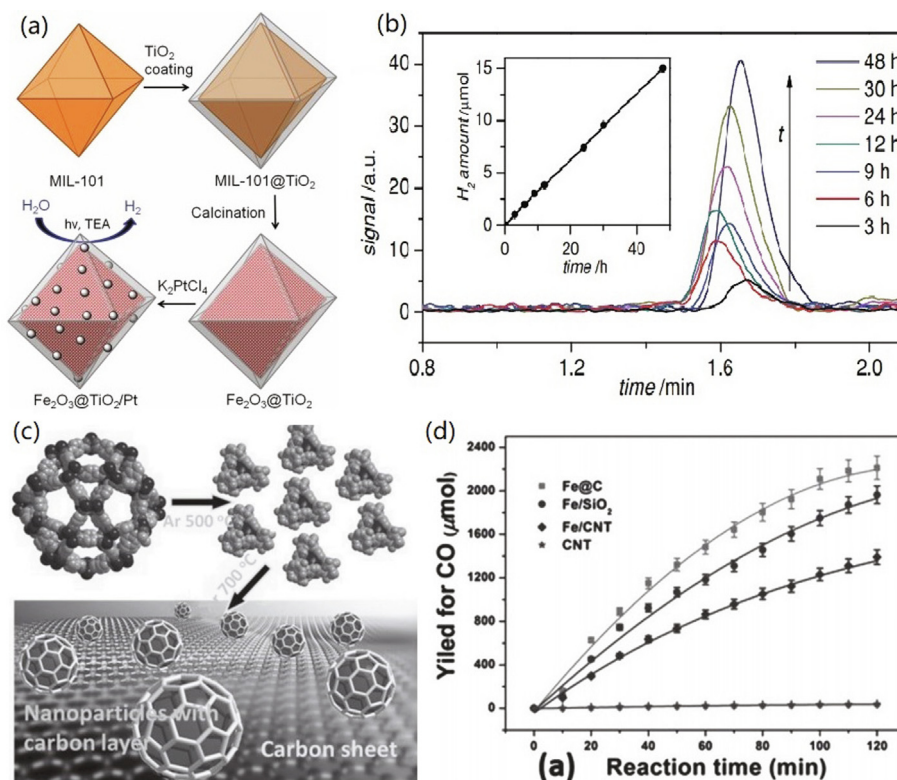 (a)
TiO₂
coating
MIL-101
MIL-101@TiO₂
H₂O
H₂
hν, TEA
Calcination
K₂PtCl₄
Fe₂O₃@TiO₂/Pt
Fe₂O₃@TiO₂
(b)
signal /a.u.
40
30
20
10
0
0.8
1.2
1.6
2.0
time /min
H₂ amount /μmol
15
10
5
0
0
20
40
time /h
t
48 h
30 h
24 h
12 h
9 h
6 h
3 h
(c)
Ar 500 °C
700 °C
Nanoparticles with
carbon layer
Carbon sheet
(d)
Yiled for CO (μmol)
2400
2200
1800
1600
1200
800
400
0
Fe@C
Fe/SiO₂
Fe/CNT
CNT
0
20
40
60
80
100
120
(a) Reaction time (min)